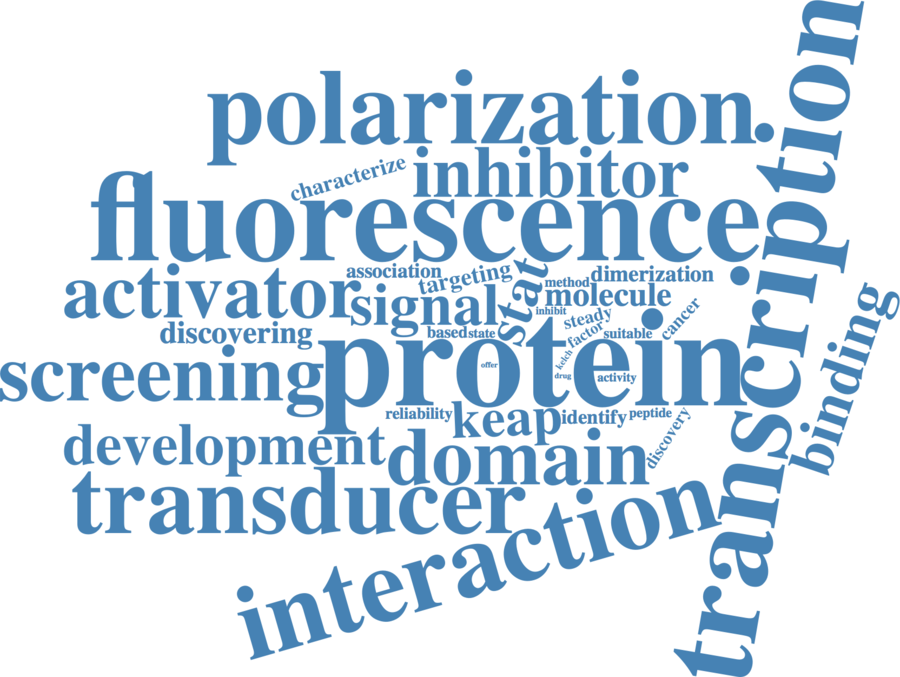 polarization.
characterize
inhibitor
fluorescence
transcription
association
targeting
stat
method
dimerization
activator
signal
molecule
inhibit
steady
cancer
binding
discovering
based
state
factor
suitable
protein
screening
kelch
offer
drug
activity
reliability
keap
identify
peptide
discovery
development
domain
transducer
interaction